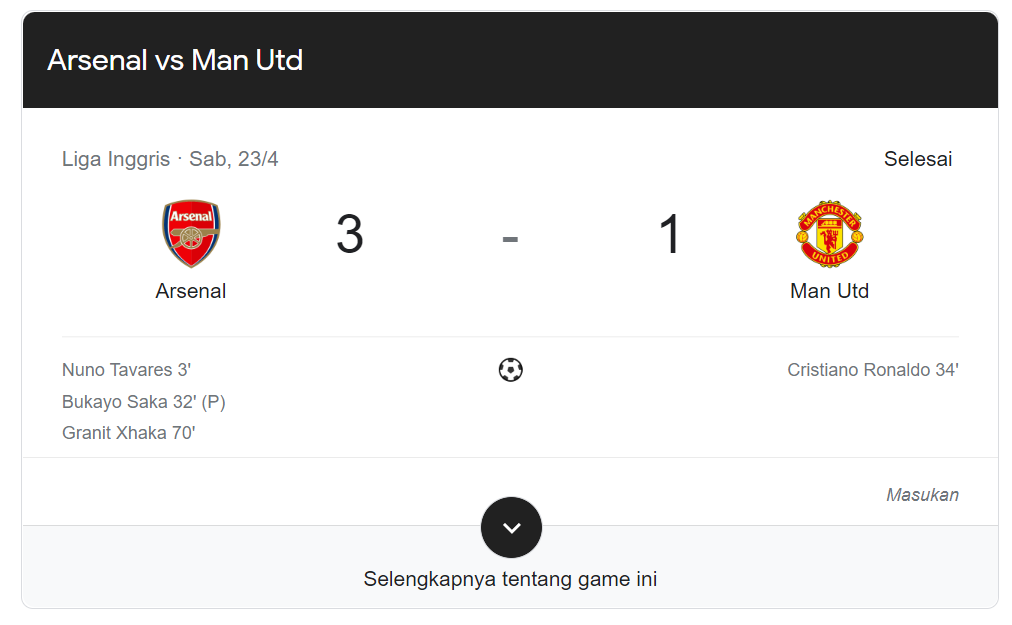 Arsenal vs Man Utd
Liga Inggris · Sab, 23/4
Selesai
Arsenal
3 - 1
MANCHESTER
UNITED
Arsenal
Man Utd
Nuno Tavares 3'
Cristiano Ronaldo 34'
Bukayo Saka 32' (P)
Granit Xhaka 70'
Masukan
Selengkapnya tentang game ini